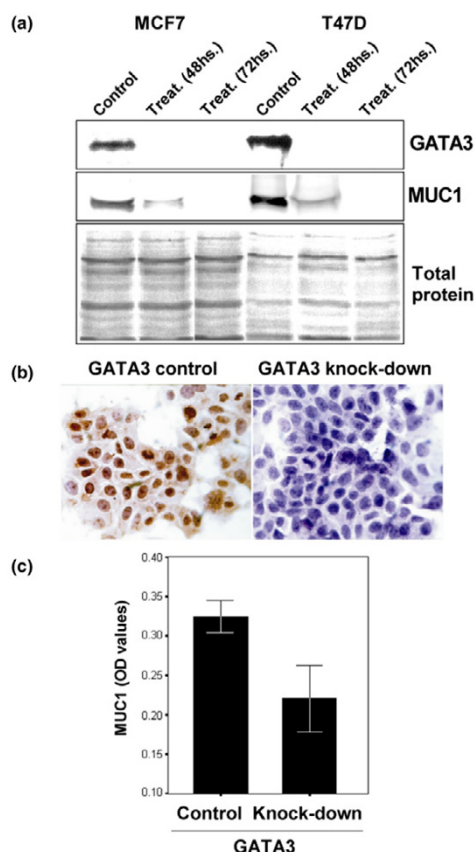 (a)
MCF7 T47D
Control Treat. (48hs.) Treat. (72hs.) Control Treat. (48hs.) Treat. (72hs.)
GATA3
MUC1
Total
protein
(b)
GATA3 control GATA3 knock-down
(c)
MUC1 (OD values)
0.40
0.35
0.30
0.25
0.20
0.15
0.10
Control Knock-down
GATA3